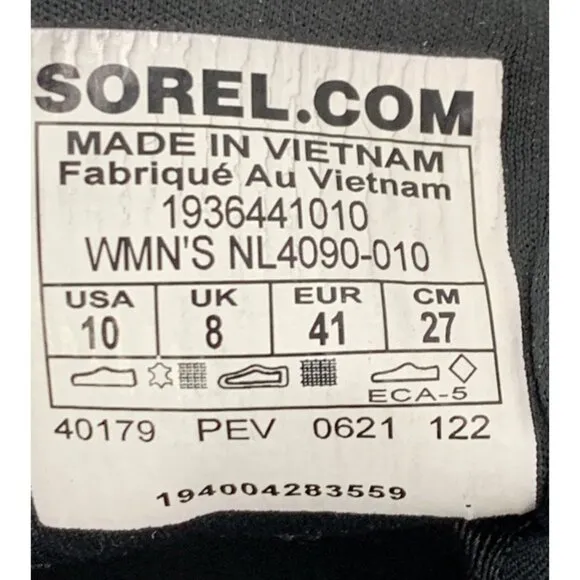 SOREL.COM
MADE IN VIETNAM
Fabriqué Au Vietnam
1936441010
WMN'S NL4090-010
USA UK EUR CM
10 8 41 27
ECA-5
40179 PEV 0621 122
194004283559